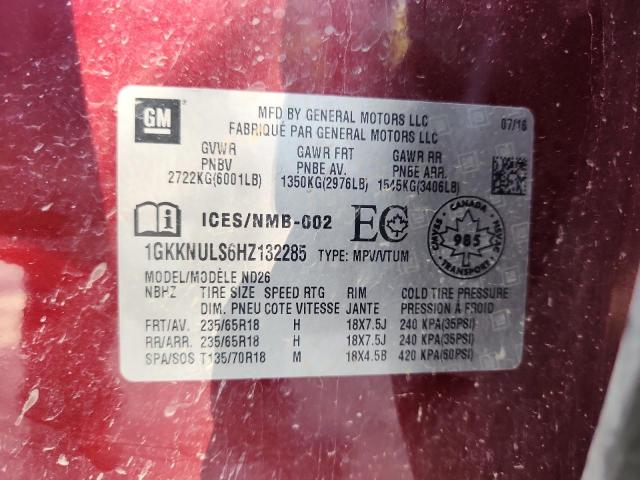 GM
MFD BY GENERAL MOTORS LLC
FABRIQUÉ PAR GENERAL MOTORS LLC
07/16
GVWR GAWR FRT GAWR RR
PNBV PNBE AV. PNBE ARR.
2722KG(6001LB) 1350KG(2976LB) 1545KG(3406LB)
ICES/NMB-002 EC
CANADA
985
TRANSPORT
1GKKNULS6HZ132285 TYPE: MPV/VTUM
MODEL/MODÈLE ND26
NBHZ TIRE SIZE SPEED RTG RIM COLD TIRE PRESSURE
DIM. PNEU COTE VITESSE JANTE PRESSION À FROID
FRT/AV. 235/65R18 H 18X7.5J 240 KPA(35PSI)
RR/ARR. 235/65R18 H 18X7.5J 240 KPA(35PSI)
SPA/SOS T135/70R18 M 18X4.5B 420 KPA(60PSI)